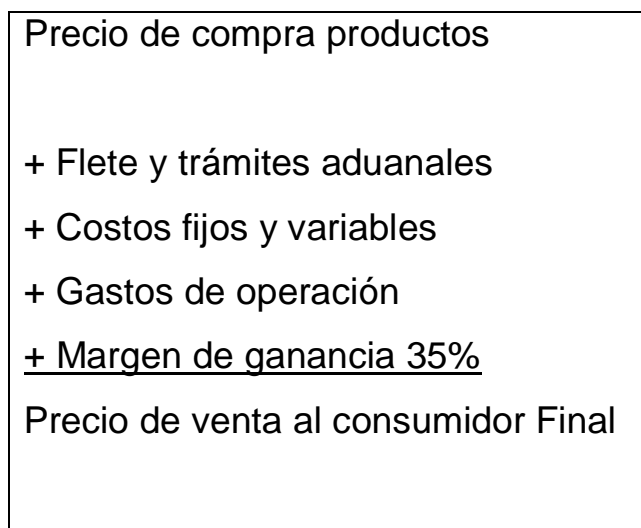 Precio de compra productos
+ Flete y trámites aduanales
+ Costos fijos y variables
+ Gastos de operación
+ Margen de ganancia 35%
Precio de venta al consumidor Final